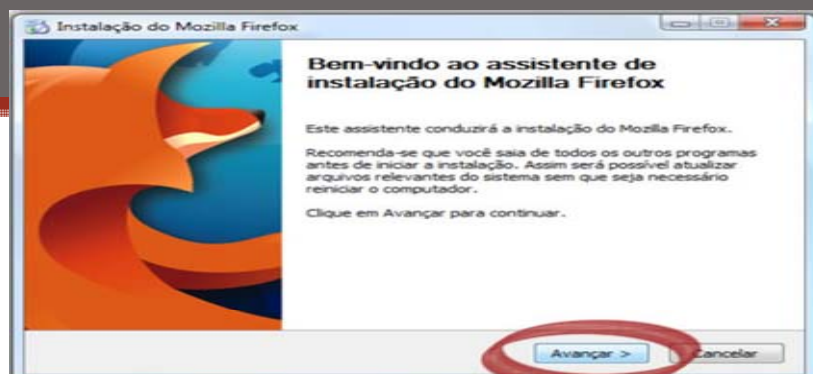 Instalação do Mozilla Firefox
Bem-vindo ao assistente de
instalação do Mozilla Firefox
Este assistente conduzirá a instalação do Mozilla Firefox.
Recomenda-se que você saia de todos os outros programas
antes de iniciar a instalação. Assim será possível atualizar
arquivos relevantes do sistema sem que seja necessário
reiniciar o computador.
Clique em Avançar para continuar.
Avançar > Cancelar